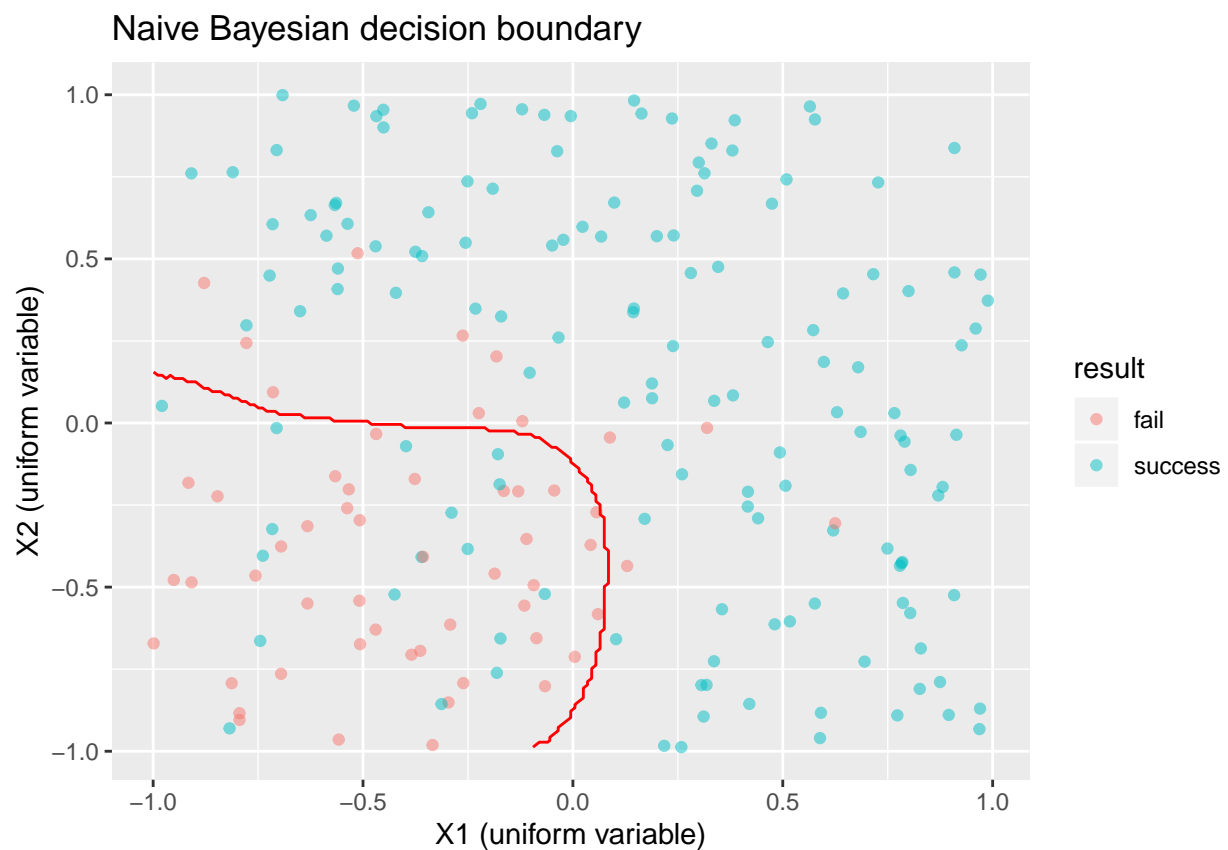 Naive Bayesian decision boundary
X2 (uniform variable)
1.0
0.5
0.0
−0.5
−1.0
−1.0
−0.5
0.0
0.5
1.0
X1 (uniform variable)
result
fail
success